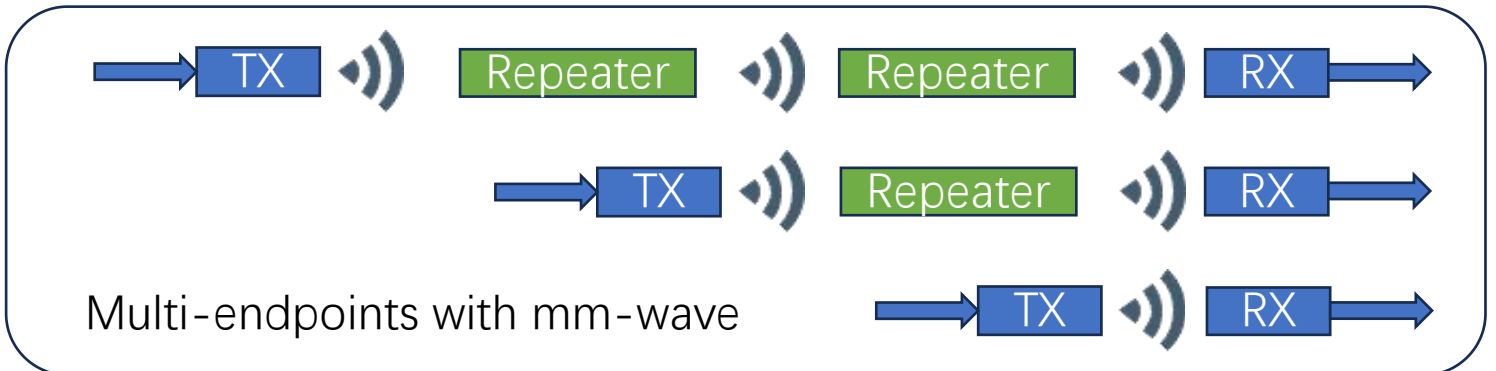 TX Repeater Repeater RX
TX Repeater RX
Multi-endpoints with mm-wave TX RX